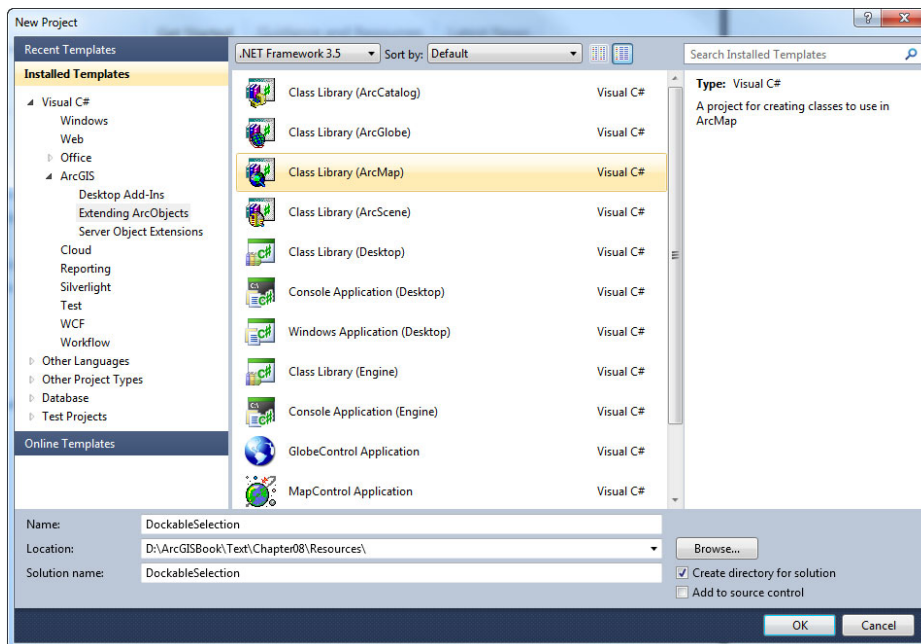 New Project
Recent Templates
Installed Templates
Visual C#
Windows
Web
Office
ArcGIS
Desktop Add-Ins
Extending ArcObjects
Server Object Extensions
Cloud
Reporting
Silverlight
Test
WCF
Workflow
Other Languages
Other Project Types
Database
Test Projects
Online Templates
.NET Framework 3.5 Sort by: Default
Class Library (ArcCatalog) Visual C#
Class Library (ArcGlobe) Visual C#
Class Library (ArcMap) Visual C#
Class Library (ArcScene) Visual C#
Class Library (Desktop) Visual C#
Console Application (Desktop) Visual C#
Windows Application (Desktop) Visual C#
Class Library (Engine) Visual C#
Console Application (Engine) Visual C#
GlobeControl Application Visual C#
MapControl Application Visual C#
Search Installed Templates
Type: Visual C#
A project for creating classes to use in
ArcMap
Name: DockableSelection
Location: D:\ArcGISBook\Text\Chapter08\Resources\ Browse...
Solution name: DockableSelection
Create directory for solution
Add to source control
OK Cancel